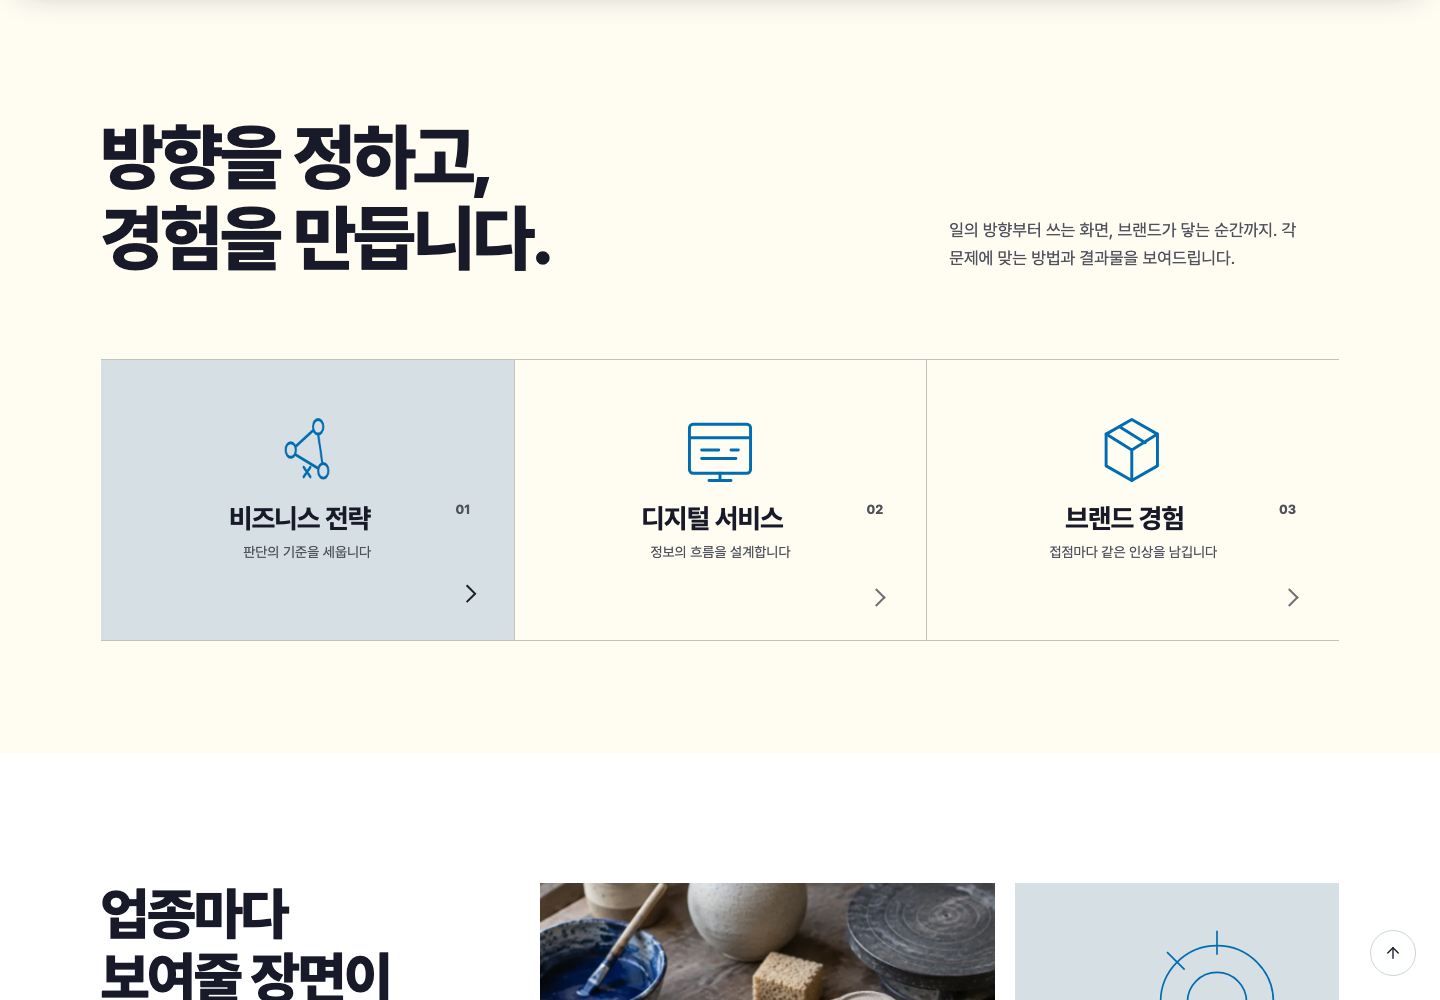 방향을 정하고,
경험을 만듭니다.
일의 방향부터 쓰는 화면, 브랜드가 닿는 순간까지. 각
문제에 맞는 방법과 결과물을 보여드립니다.
비즈니스 전략
01
판단의 기준을 세웁니다
디지털 서비스
02
정보의 흐름을 설계합니다
브랜드 경험
03
접점마다 같은 인상을 남깁니다
업종마다
보여줄 장면이